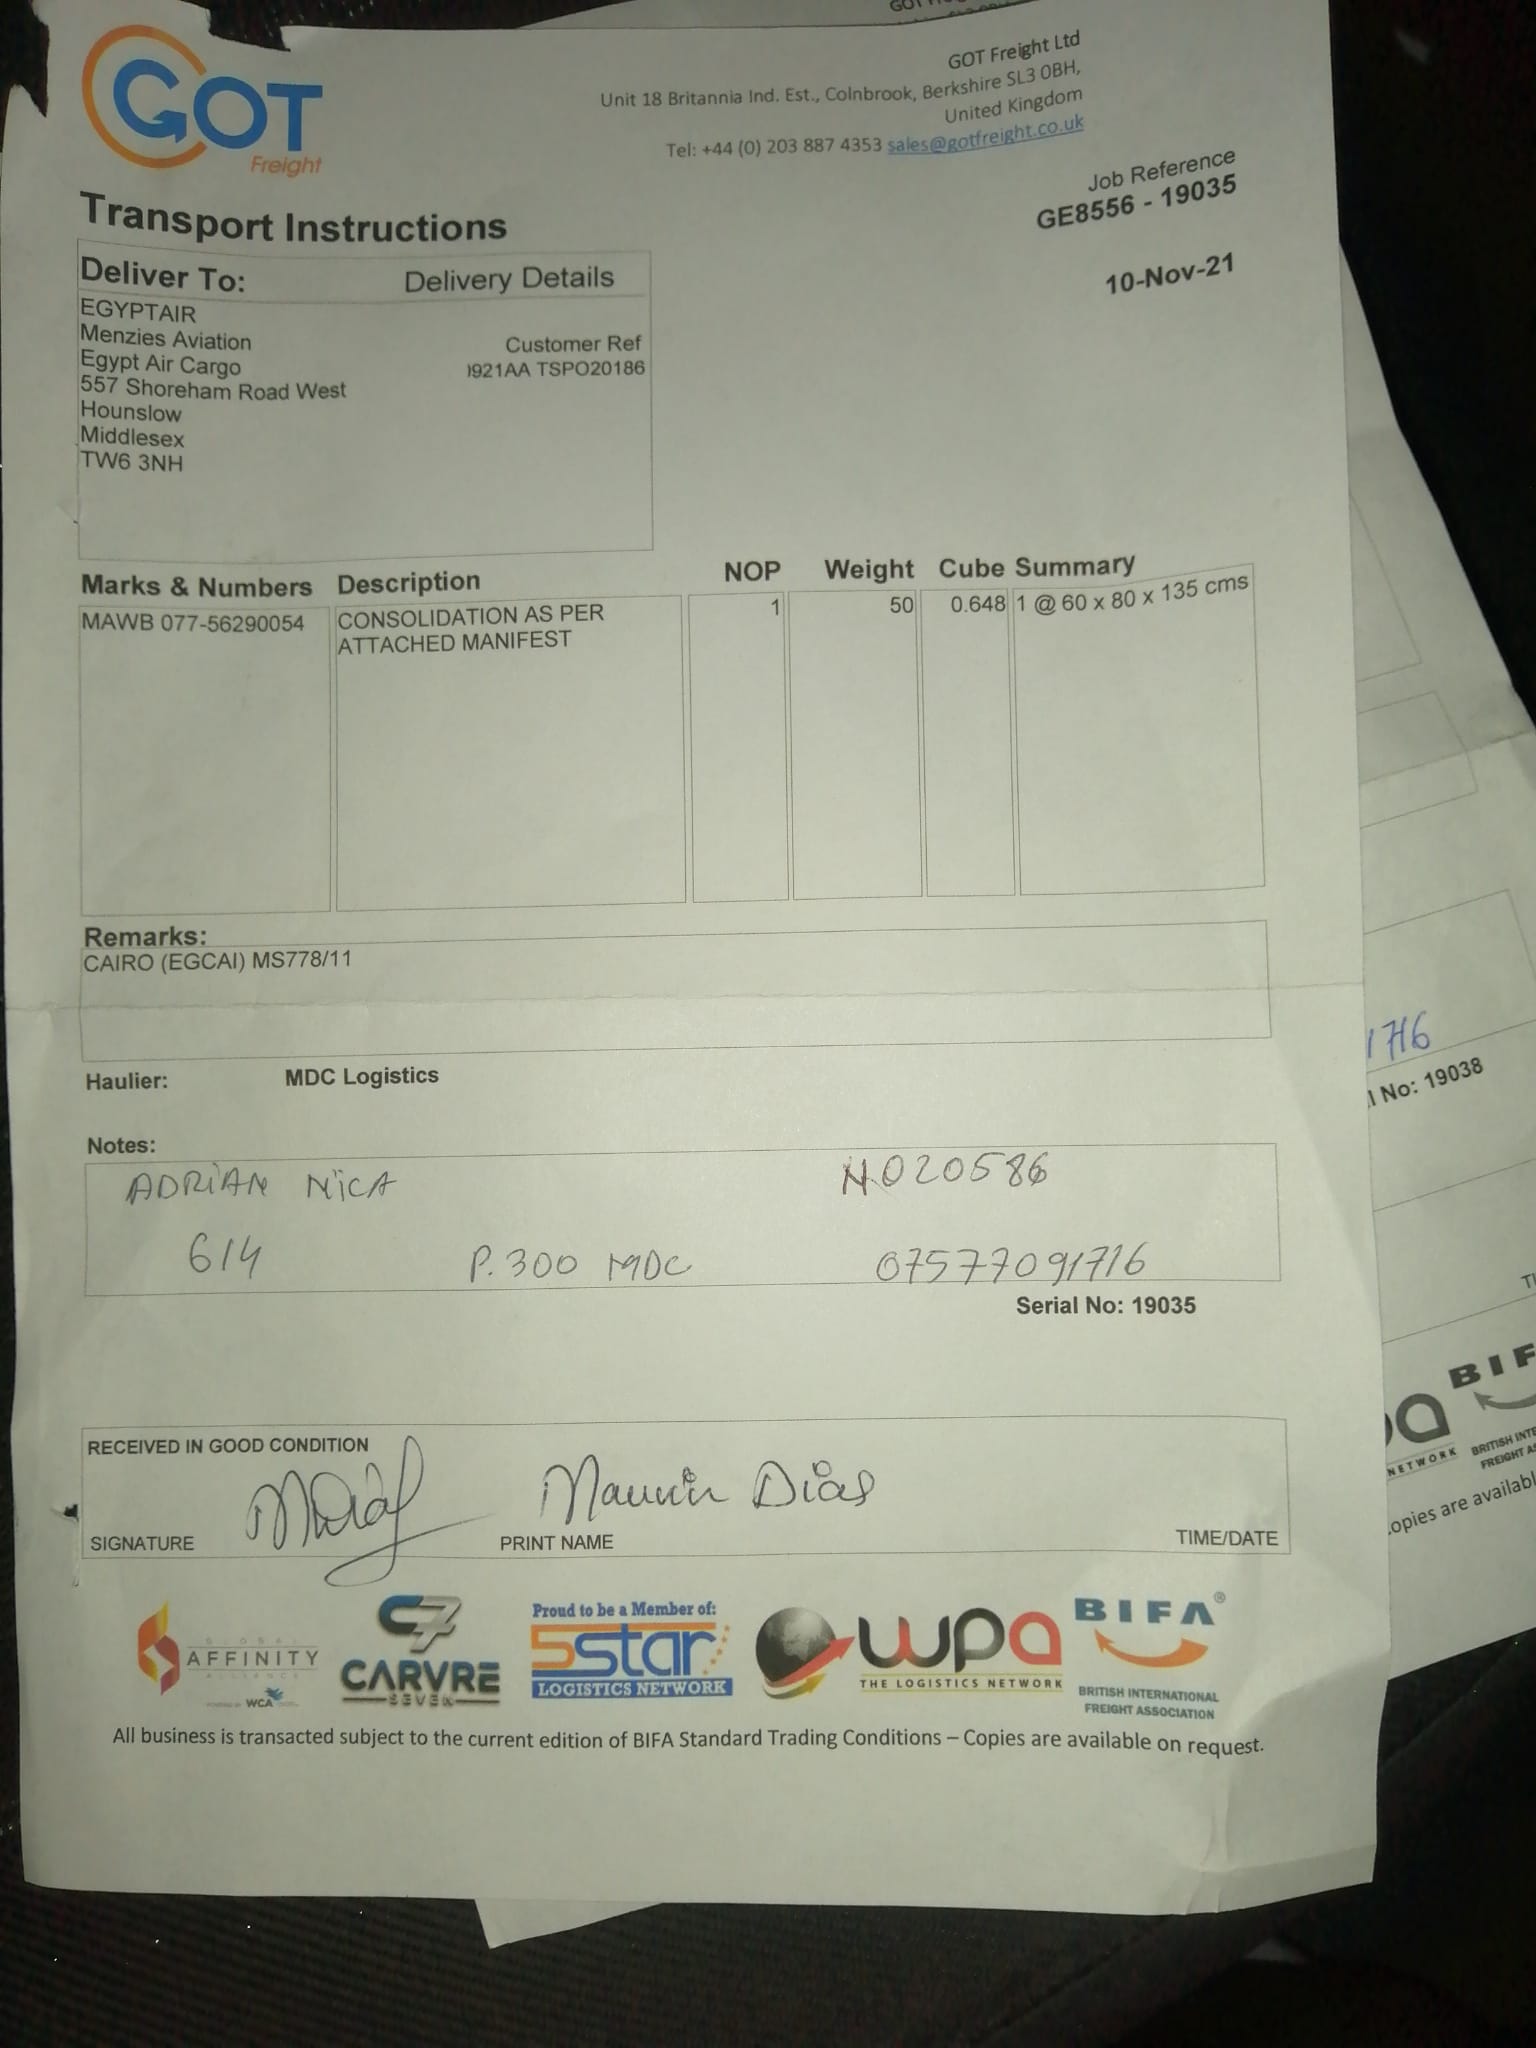 GOT
Freight
GOT Freight Ltd
Unit 18 Britannia Ind. Est., Colnbrook, Berkshire SL3 0BH,
United Kingdom
Tel: +44 (0) 203 887 4353 sales@gotfreight.co.uk
Job Reference
GE8556 - 19035
10-Nov-21
Transport Instructions
Deliver To: Delivery Details
EGYPTAIR
Menzies Aviation
Egypt Air Cargo
557 Shoreham Road West
Hounslow
Middlesex
TW6 3NH
Customer Ref
)921AA TSPO20186
Marks & Numbers Description NOP Weight Cube Summary
MAWB 077-56290054 CONSOLIDATION AS PER 1 50 0.648 1 @ 60 x 80 x 135 cms
ATTACHED MANIFEST
Remarks:
CAIRO (EGCAI) MS778/11
Haulier: MDC Logistics
Notes:
ADRIAN NICA N020586
614 P.300 MDC 07577091716
Serial No: 19035
RECEIVED IN GOOD CONDITION
Dias
SIGNATURE PRINT NAME TIME/DATE
GLOBAL
AFFINITY
ALLIANCE
WCA
C7
CARVRE
SEVEN
Proud to be a Member of:
5star
LOGISTICS NETWORK
wpa
THE LOGISTICS NETWORK
BIFA®
BRITISH INTERNATIONAL
FREIGHT ASSOCIATION
All business is transacted subject to the current edition of BIFA Standard Trading Conditions – Copies are available on request.
1716
No: 19038
BIF
pa
NETWORK
BRITISH INTE
FREIGHT AS
opies are availabl